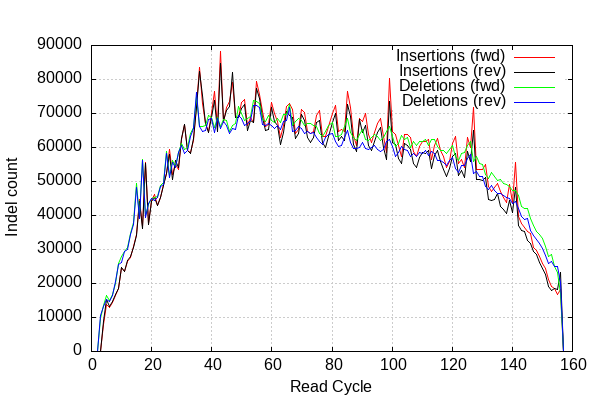 90000
80000
70000
60000
50000
40000
30000
20000
10000
0
Indel count
Insertions (fwd)
Insertions (rev)
Deletions (fwd)
Deletions (rev)
0 20 40 60 80 100 120 140 160
Read Cycle